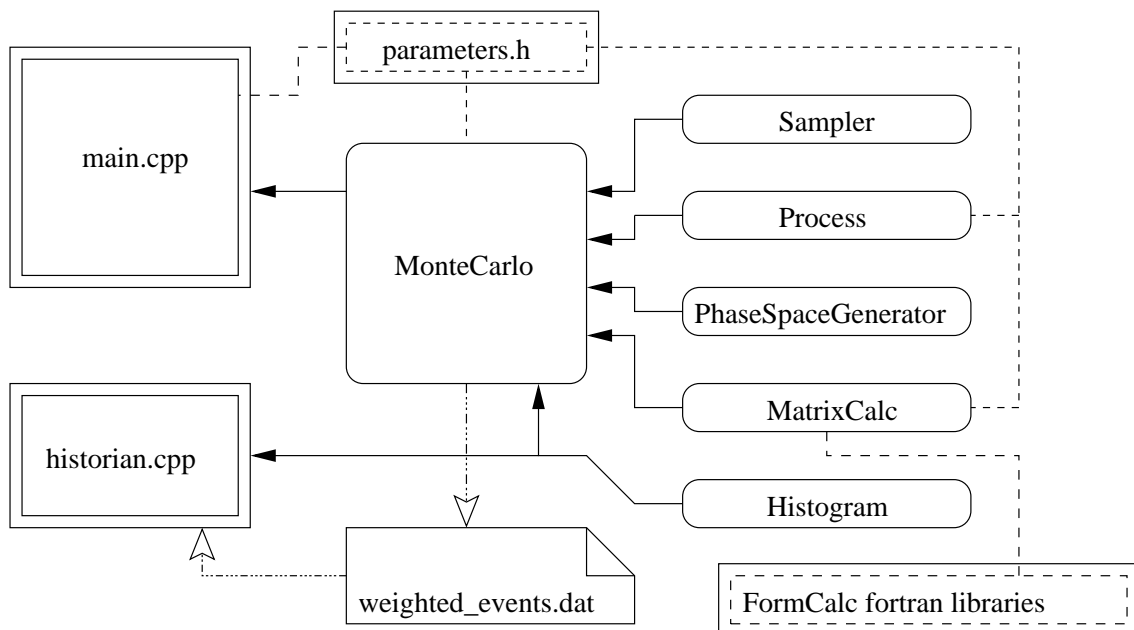 parameters.h
main.cpp
Sampler
Process
MonteCarlo
PhaseSpaceGenerator
MatrixCalc
historian.cpp
Histogram
weighted_events.dat
FormCalc fortran libraries